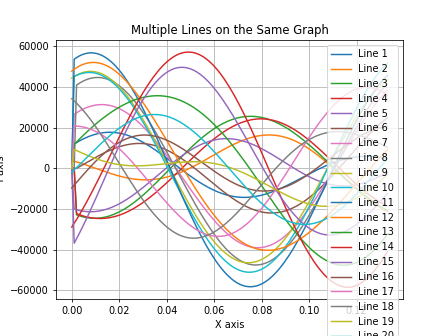 Multiple Lines on the Same Graph
60000
40000
20000
0
−20000
−40000
−60000
0.00
0.02
0.04
0.06
0.08
0.10
X axis
Line 1
Line 2
Line 3
Line 4
Line 5
Line 6
Line 7
Line 8
Line 9
Line 10
Line 11
Line 12
Line 13
Line 14
Line 15
Line 16
Line 17
Line 18
Line 19
Line 20